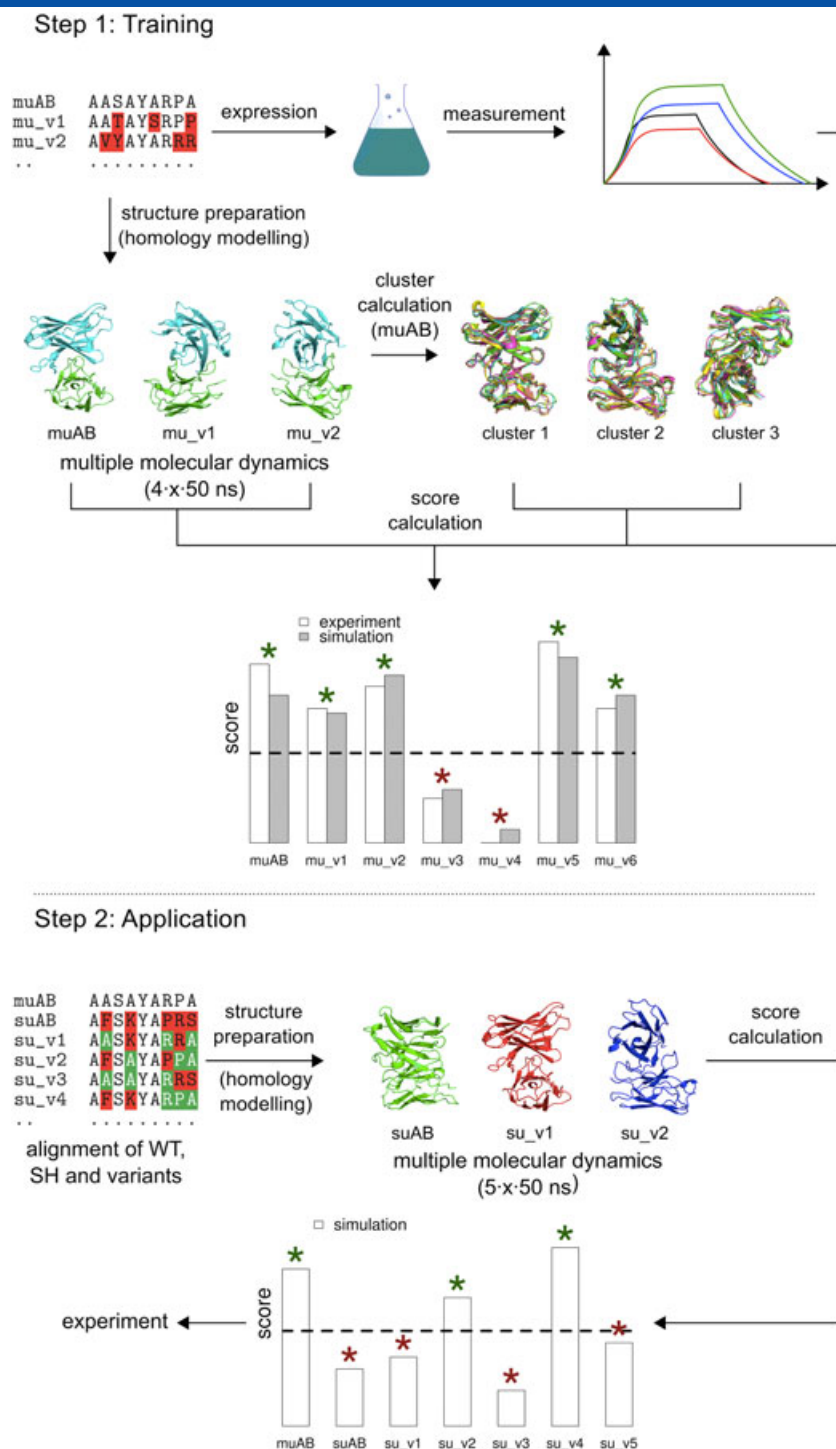 Step 1: Training
muAB AASAYARPA
mu_v1 AATAYSRPP
mu_v2 AVYAYARRR
.. .........
expression
measurement
structure preparation
(homology modelling)
cluster
calculation
(muAB)
muAB mu_v1 mu_v2
cluster 1 cluster 2 cluster 3
multiple molecular dynamics
(4·x·50 ns)
score
calculation
experiment
simulation
* * * * * * *
score
muAB mu_v1 mu_v2 mu_v3 mu_v4 mu_v5 mu_v6
Step 2: Application
muAB AASAYARPA
suAB AFSKYAPRS
su_v1 AASKYARRA
su_v2 AFSAYAPPA
su_v3 AASAYARRS
su_v4 AFSKYARPA
.. .........
alignment of WT,
SH and variants
structure
preparation
(homology
modelling)
suAB su_v1 su_v2
multiple molecular dynamics
(5·x·50 ns)
score
calculation
simulation
* * * * * * *
score
experiment
muAB suAB su_v1 su_v2 su_v3 su_v4 su_v5